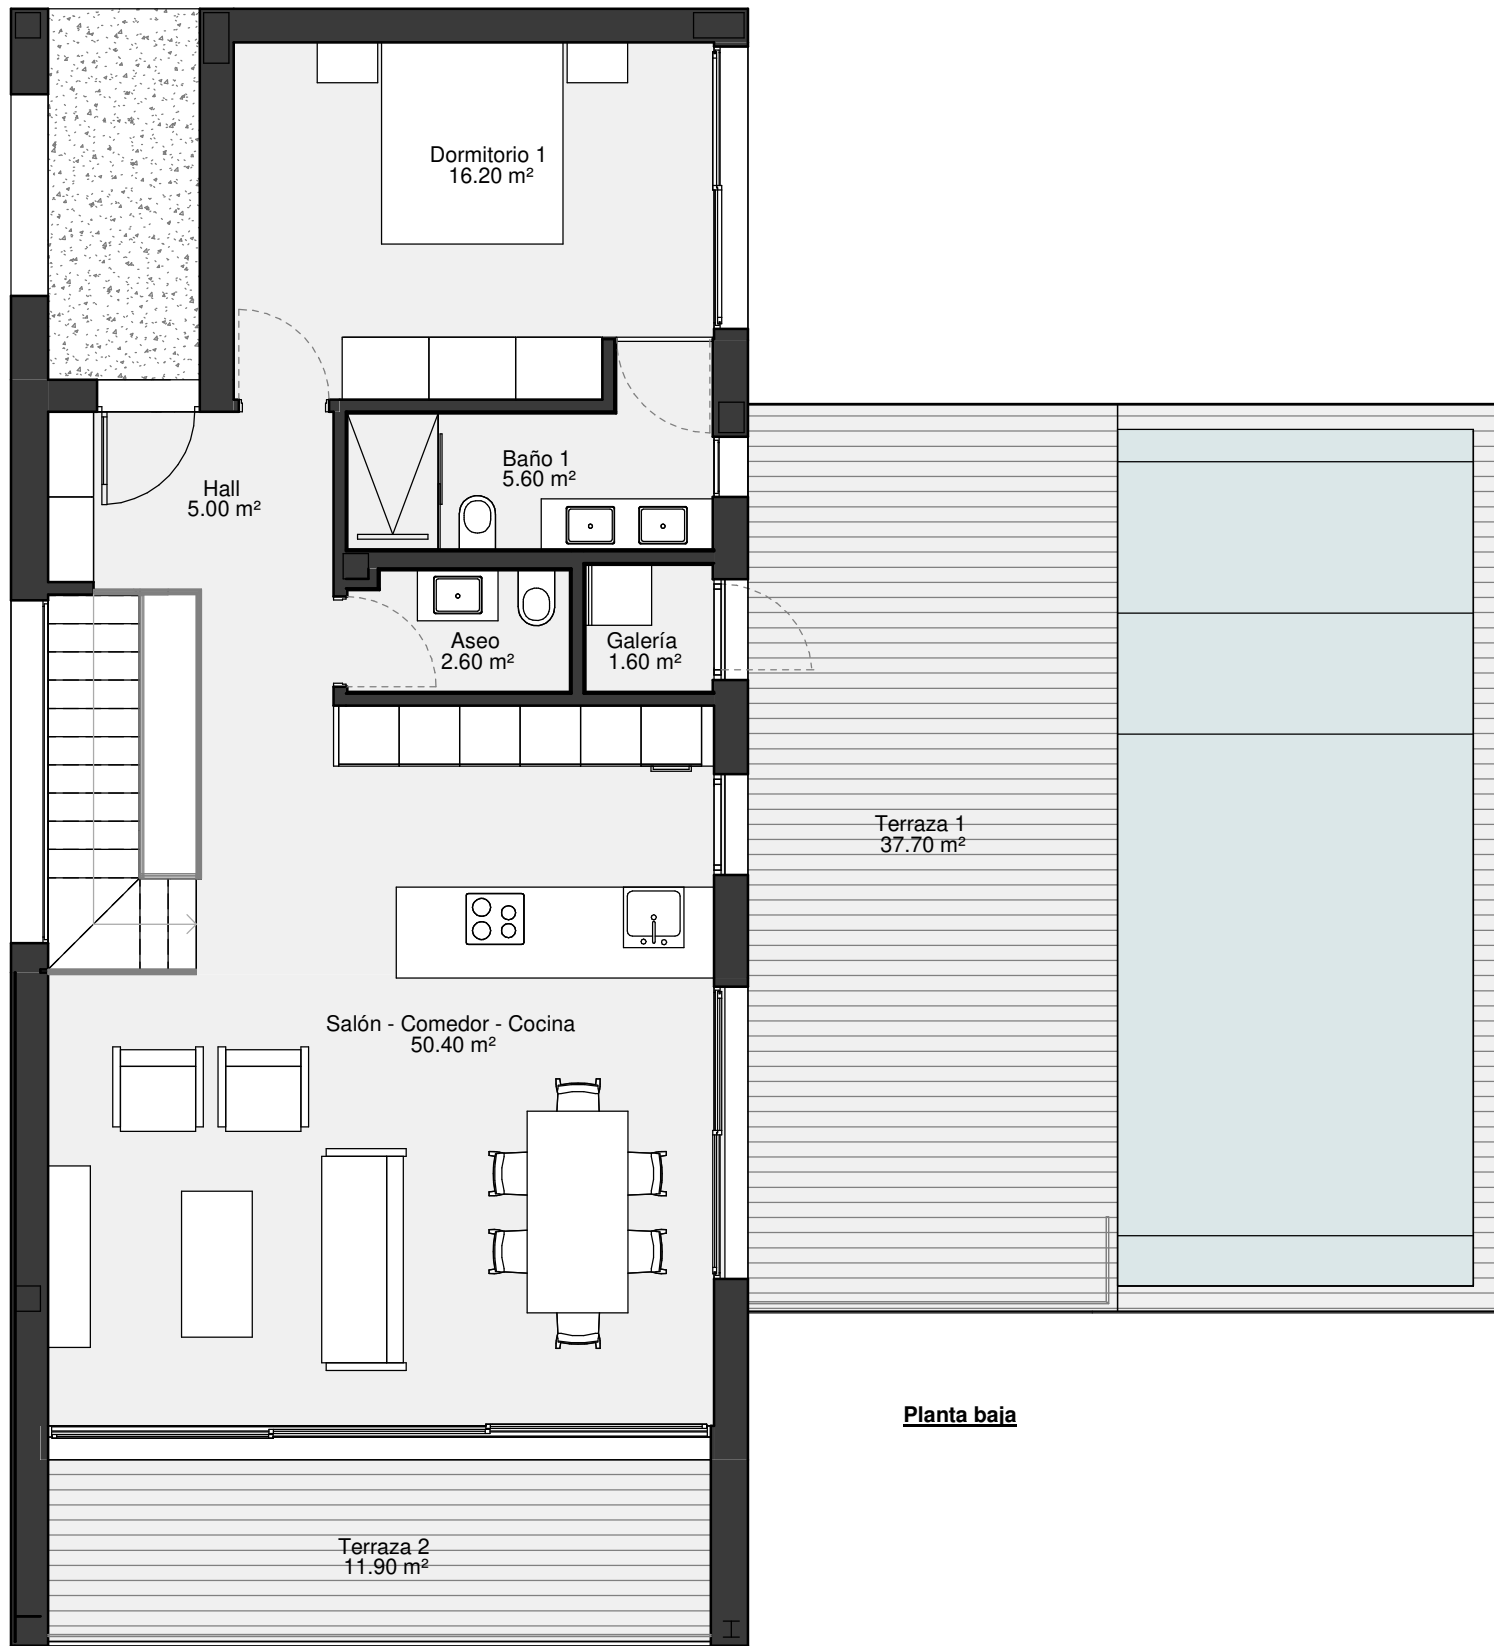 Dormitorio 1
16.20 m²
Baño 1
5.60 m²
Hall
5.00 m²
Aseo
2.60 m²
Galería
1.60 m²
Terraza 1
37.70 m²
Salón - Comedor - Cocina
50.40 m²
Planta baja
Terraza 2
11.90 m²